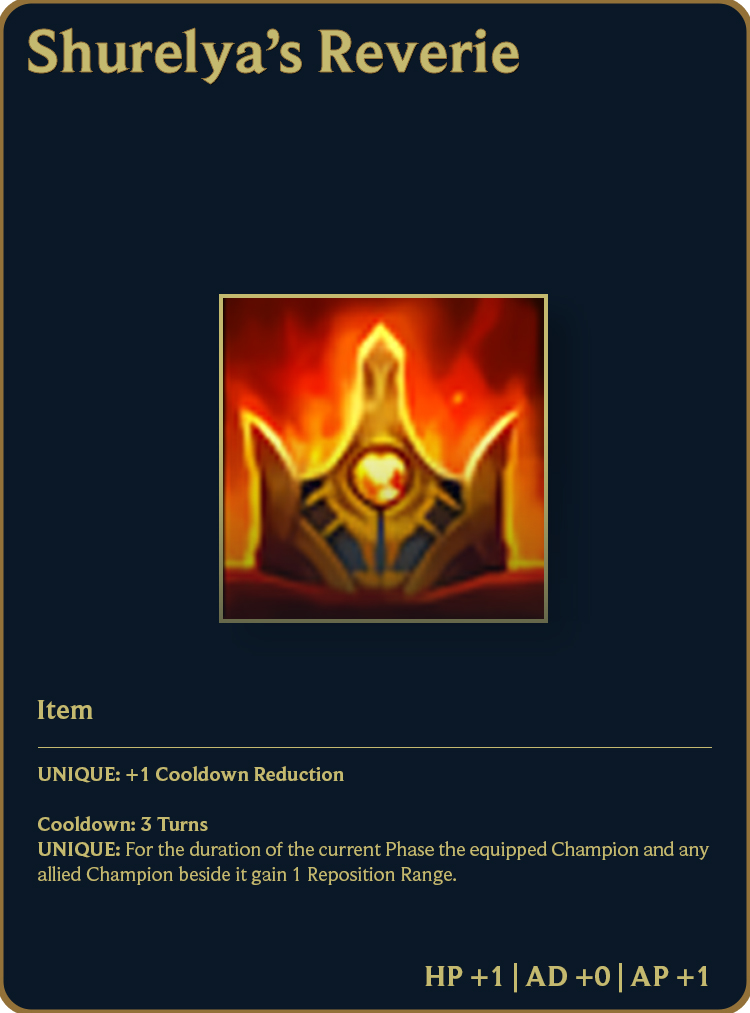 Shurelya’s Reverie
Item
UNIQUE: +1 Cooldown Reduction
Cooldown: 3 Turns
UNIQUE: For the duration of the current Phase the equipped Champion and any
allied Champion beside it gain 1 Reposition Range.
HP +1 | AD +0 | AP +1